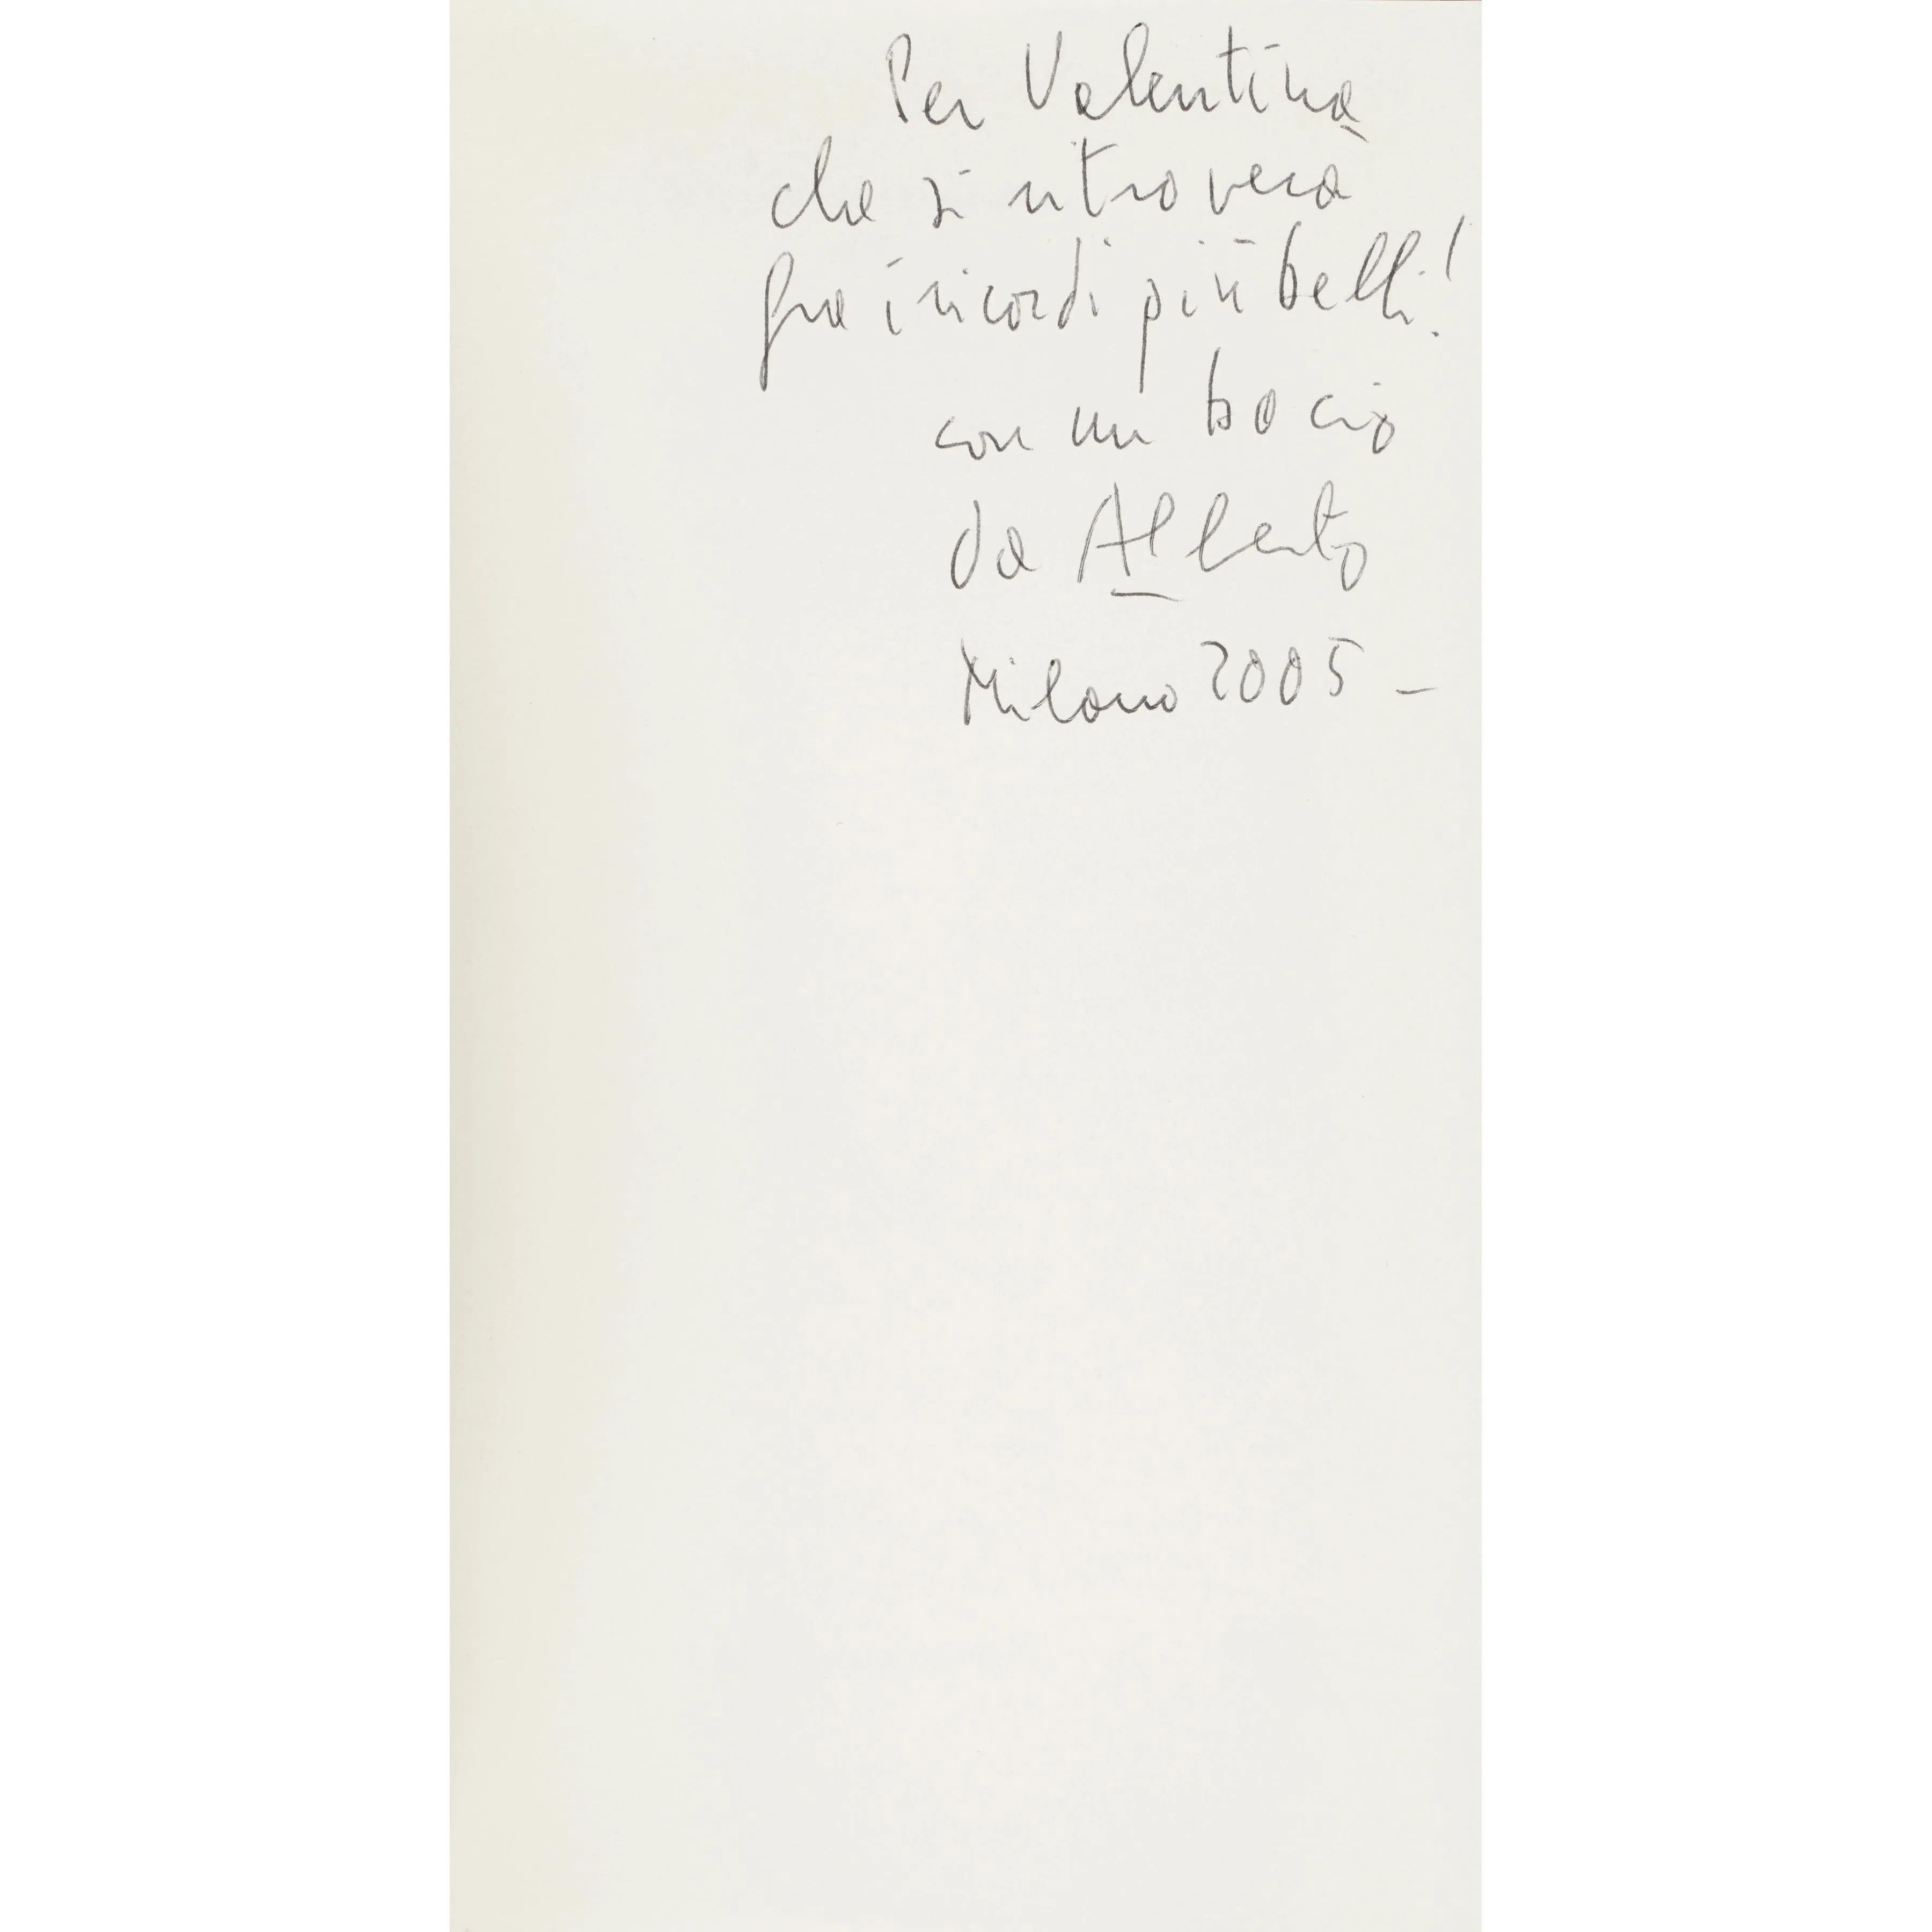 Per Valentina
che si ritroverà
fra i ricordi più belli!
con un bacio
da Alberto
Milano 2005 –